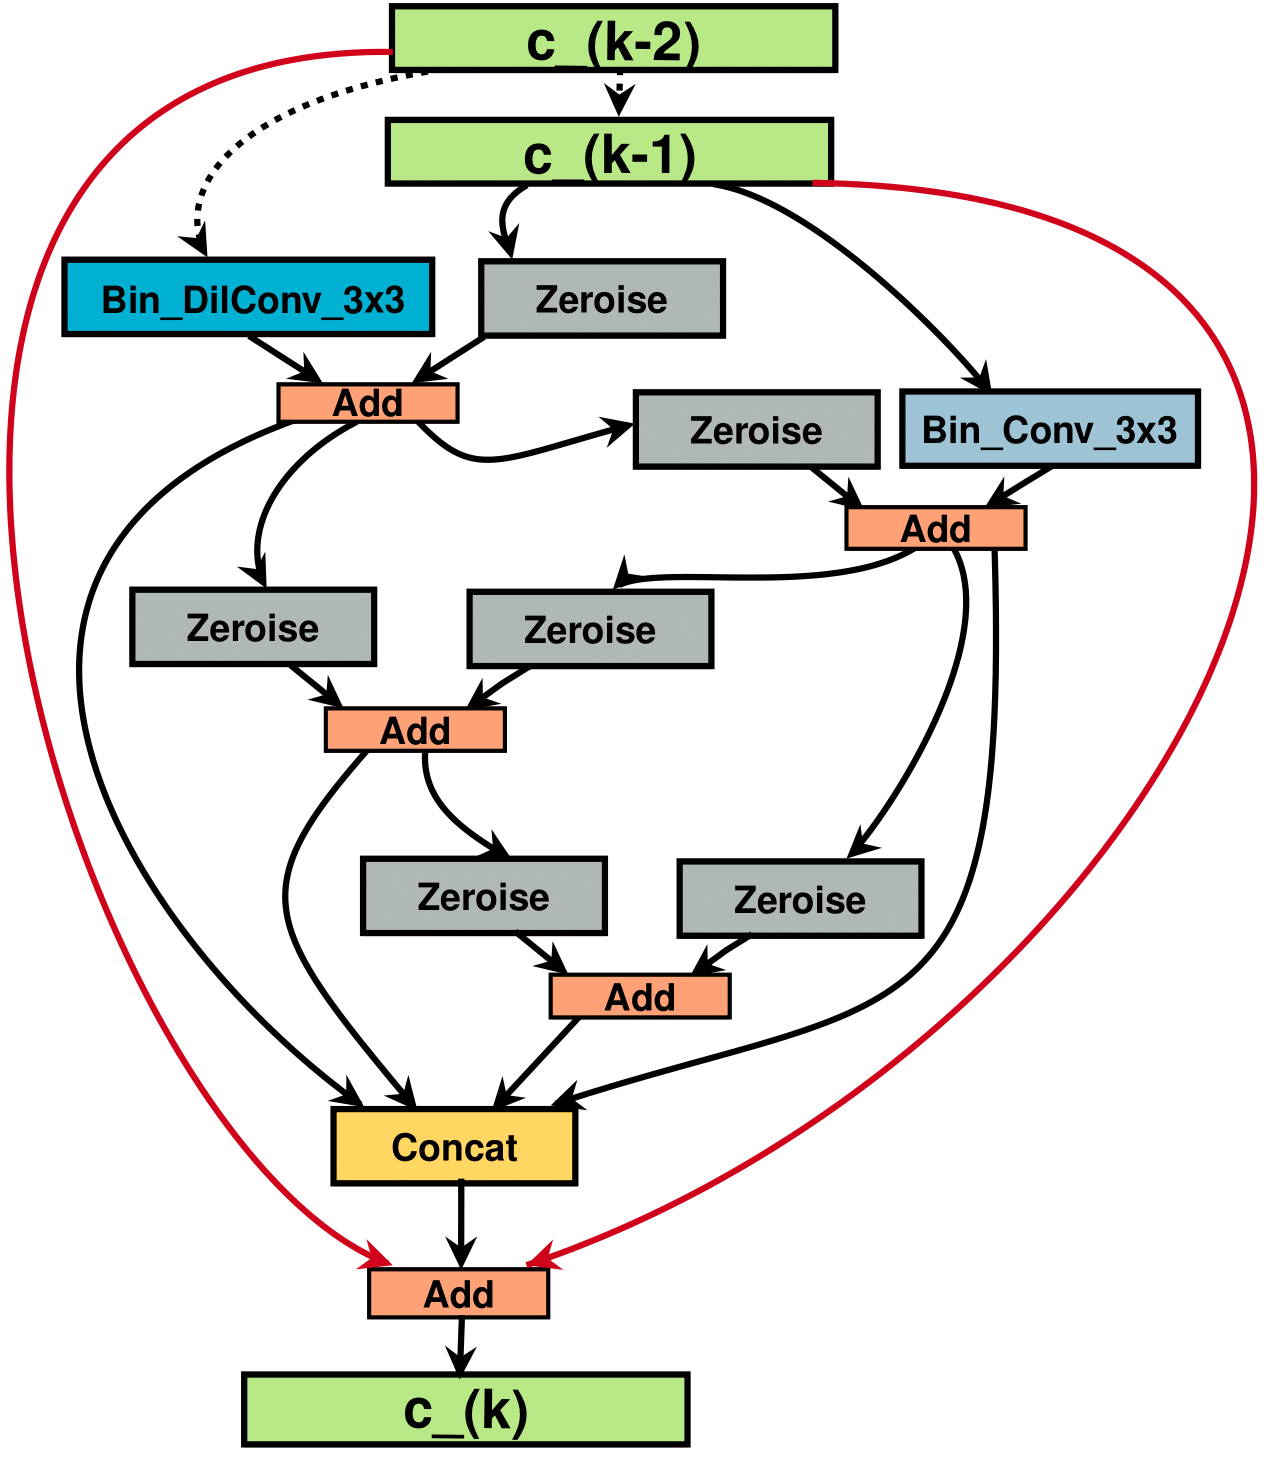 c_(k-2)
c_(k-1)
Bin_DilConv_3x3
Zeroise
Add
Zeroise
Bin_Conv_3x3
Add
Zeroise
Zeroise
Add
Zeroise
Zeroise
Add
Concat
Add
c_(k)